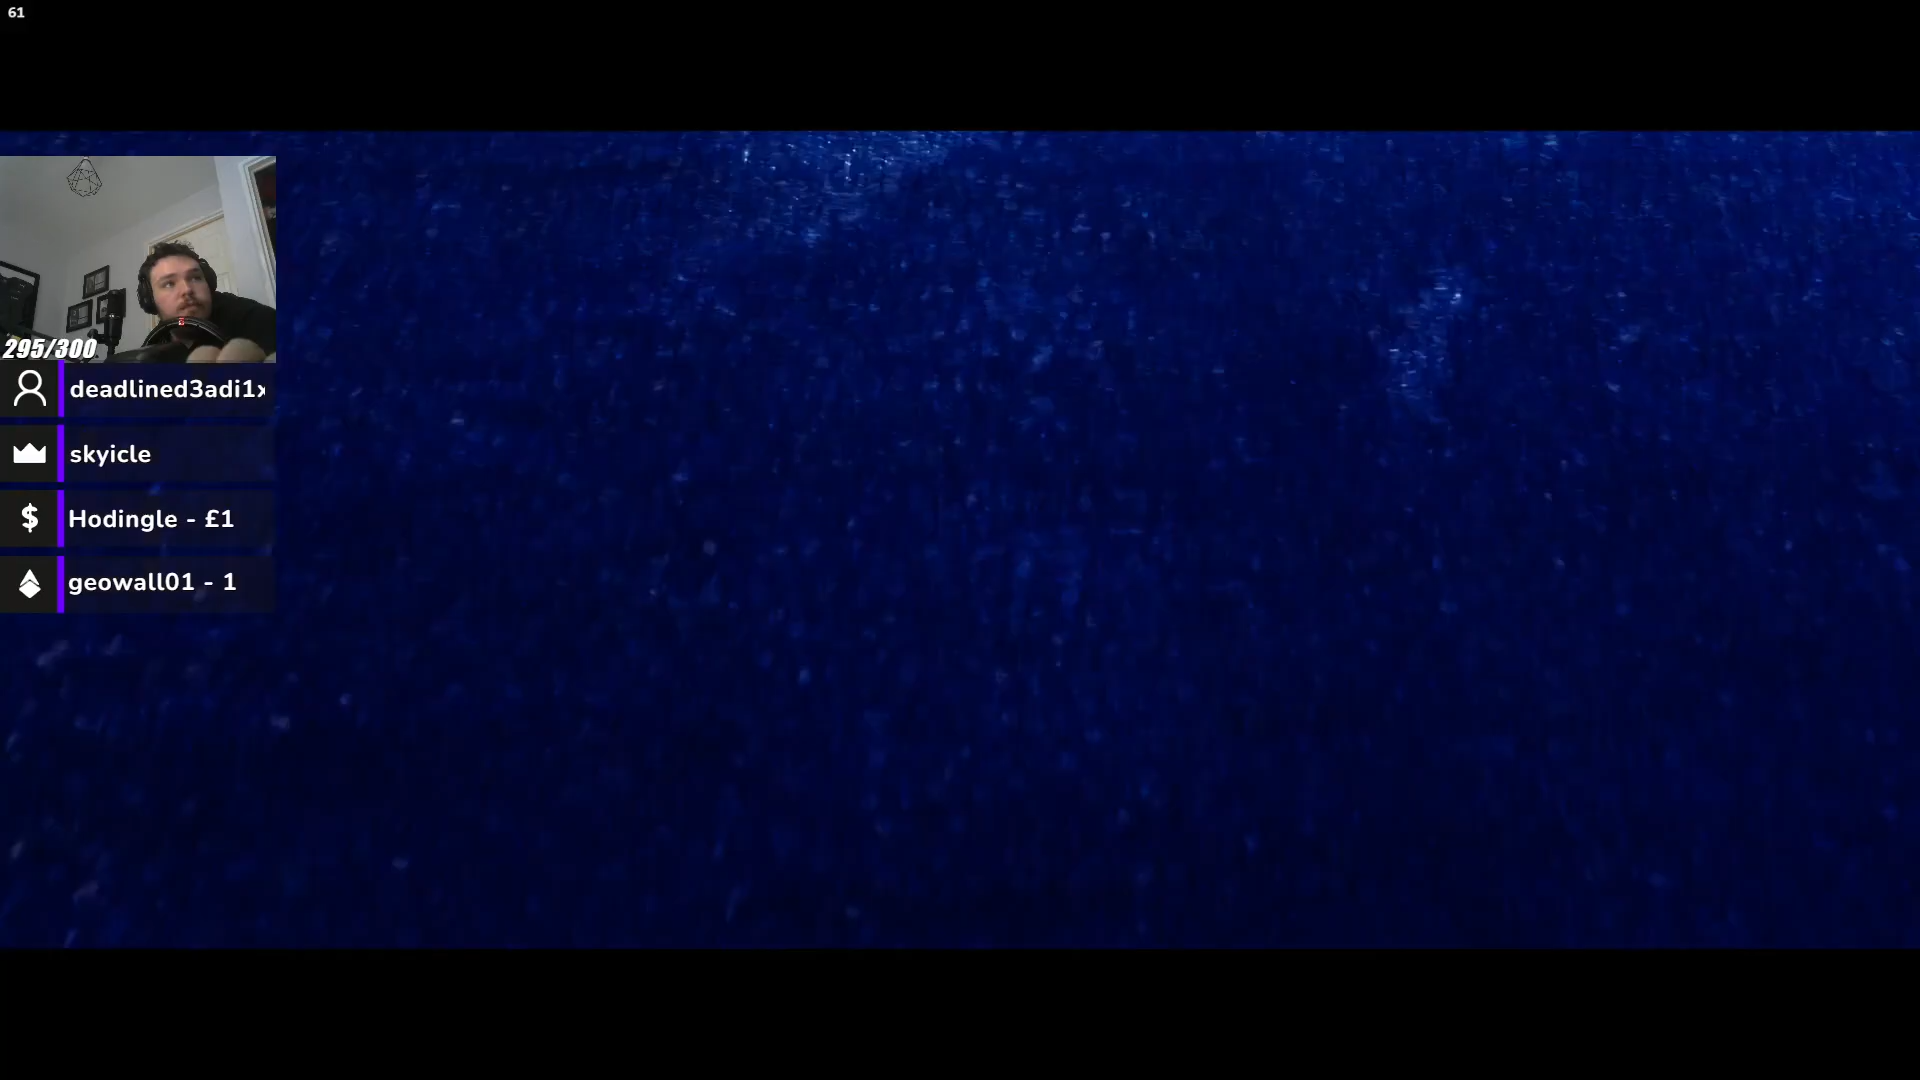 61
295/300
deadlined3adi1x
skyicle
$
Hodingle - £1
geowall01 - 1